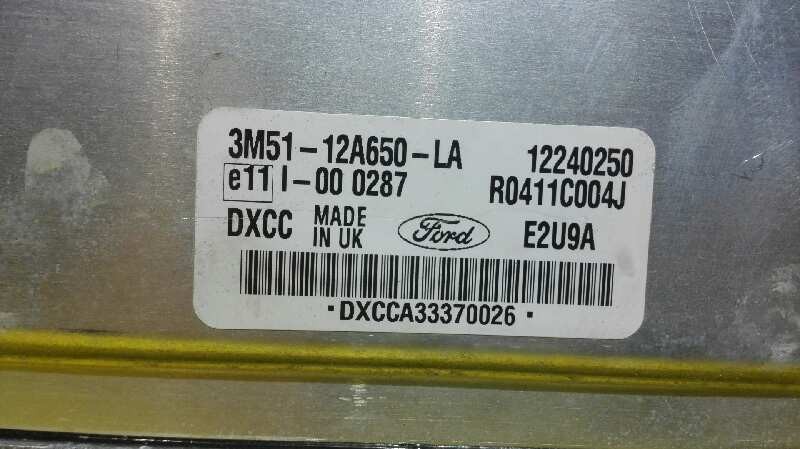 3M51-12A650-LA 12240250
e11 I-00 0287 R0411C004J
DXCC MADE IN UK Ford E2U9A
·DXCCA33370026·